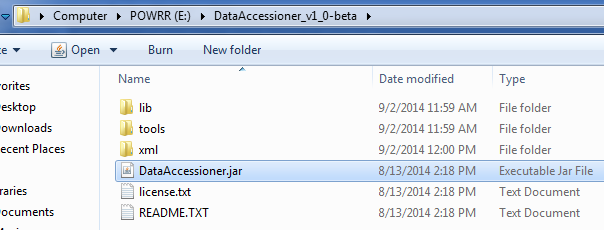 Computer ▸ POWRR (E:) ▸ DataAccessioner_v1_0-beta ▸
Open Burn New folder
Name Date modified Type
lib 9/2/2014 11:59 AM File folder
tools 9/2/2014 11:59 AM File folder
xml 9/2/2014 12:00 PM File folder
DataAccessioner.jar 8/13/2014 2:18 PM Executable Jar File
license.txt 8/13/2014 2:18 PM Text Document
README.TXT 8/13/2014 2:18 PM Text Document
vorites
esktop
ownloads
ecent Places
raries
ocuments